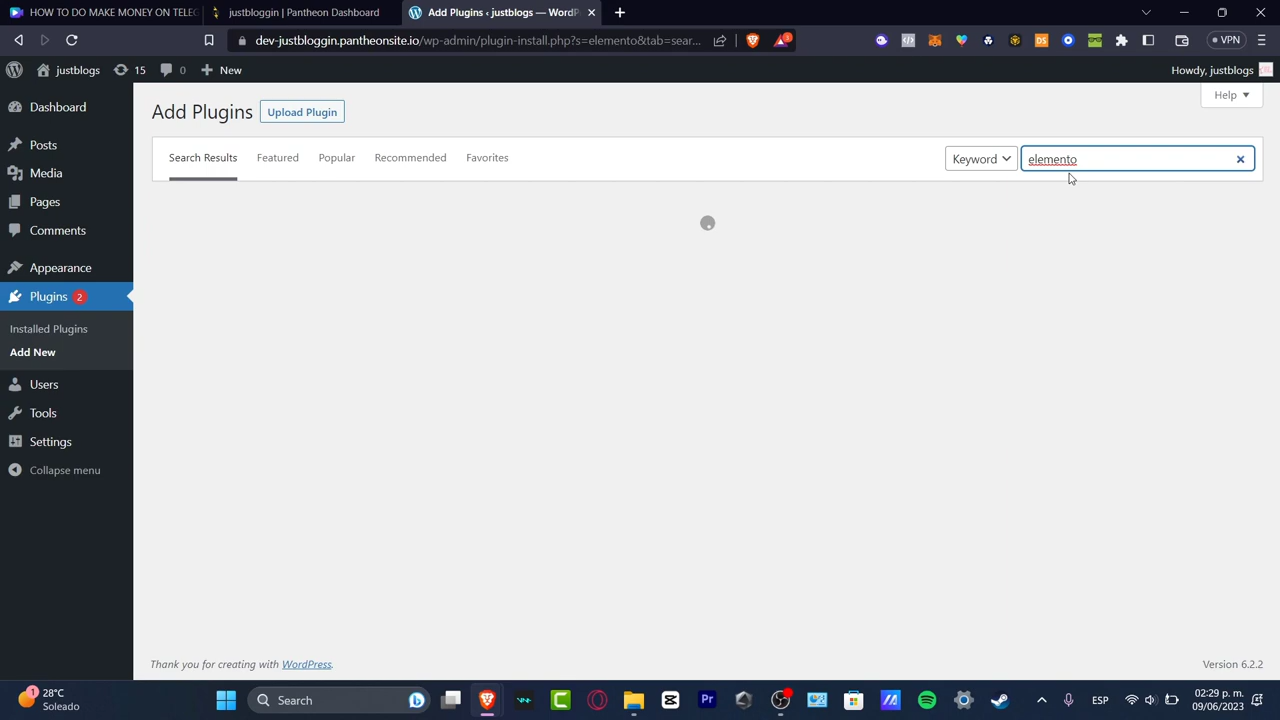 HOW TO DO MAKE MONEY ON TELEG
justbloggin | Pantheon Dashboard
Add Plugins ‹ justblogs — WordP
dev-justbloggin.pantheonsite.io/wp-admin/plugin-install.php?s=elemento&tab=sear...
3
DS
VPN
justblogs
15
0
New
Howdy, justblogs
Dashboard
Posts
Media
Pages
Comments
Appearance
Plugins 2
Installed Plugins
Add New
Users
Tools
Settings
Collapse menu
Help
Add Plugins
Upload Plugin
Search Results
Featured
Popular
Recommended
Favorites
Keyword
elemento
Thank you for creating with WordPress.
Version 6.2.2
1
28°C
Soleado
Search
Pr
ESP
02:29 p. m.
09/06/2023